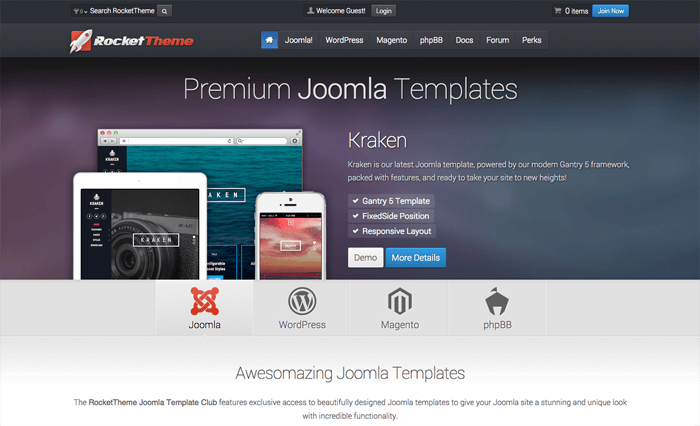 0 Search RocketTheme
Welcome Guest! Login
0 items Join Now
RocketTheme
Joomla! WordPress Magento phpBB Docs Forum Perks
Premium Joomla Templates
Kraken
Kraken is our latest Joomla template, powered by our modern Gantry 5 framework,
packed with features, and ready to take your site to new heights!
Gantry 5 Template
FixedSide Position
Responsive Layout
Demo More Details
KRAKEN
KRAKEN
KRAKEN
KRAKEN
Joomla WordPress Magento phpBB
Awesomazing Joomla Templates
The RocketTheme Joomla Template Club features exclusive access to beautifully designed Joomla templates to give your Joomla site a stunning and unique look
with incredible functionality.